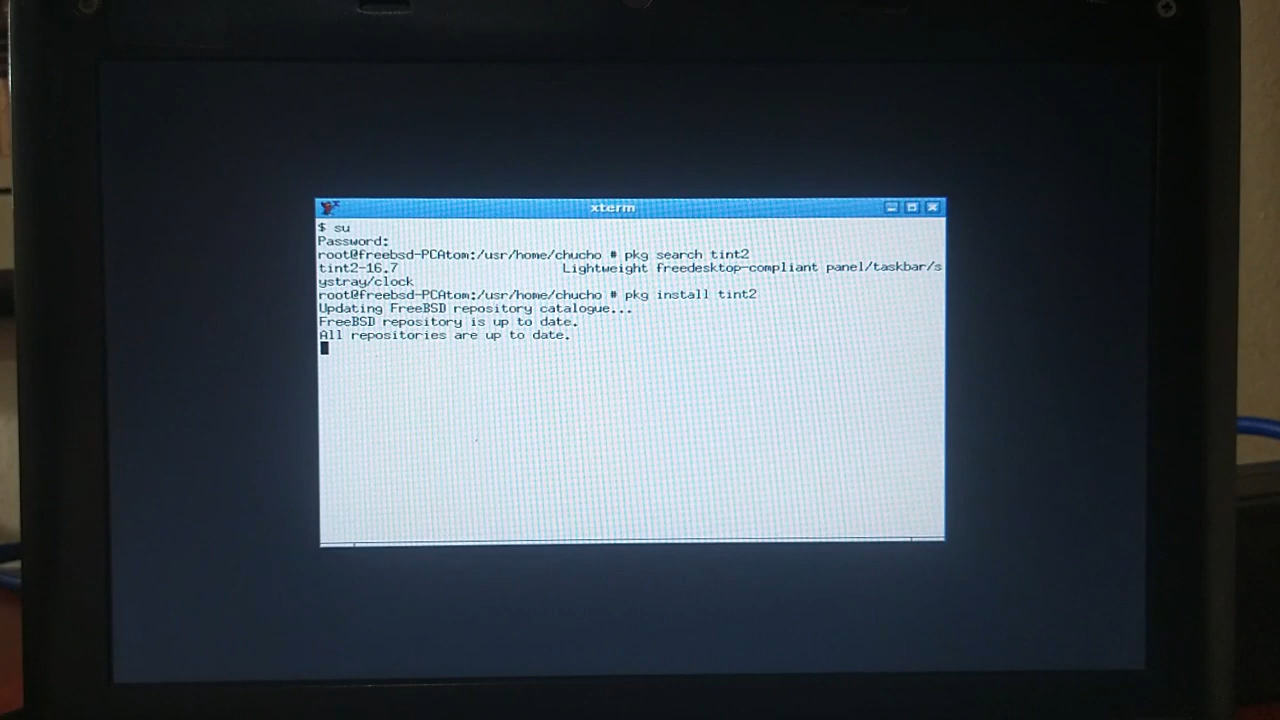 xterm
$ su
Password:
root@freebsd-PCAtom:/usr/home/chucho # pkg search tint2
tint2-16.7                     Lightweight freedesktop-compliant panel/taskbar/s
ystray/clock
root@freebsd-PCAtom:/usr/home/chucho # pkg install tint2
Updating FreeBSD repository catalogue...
FreeBSD repository is up to date.
All repositories are up to date.